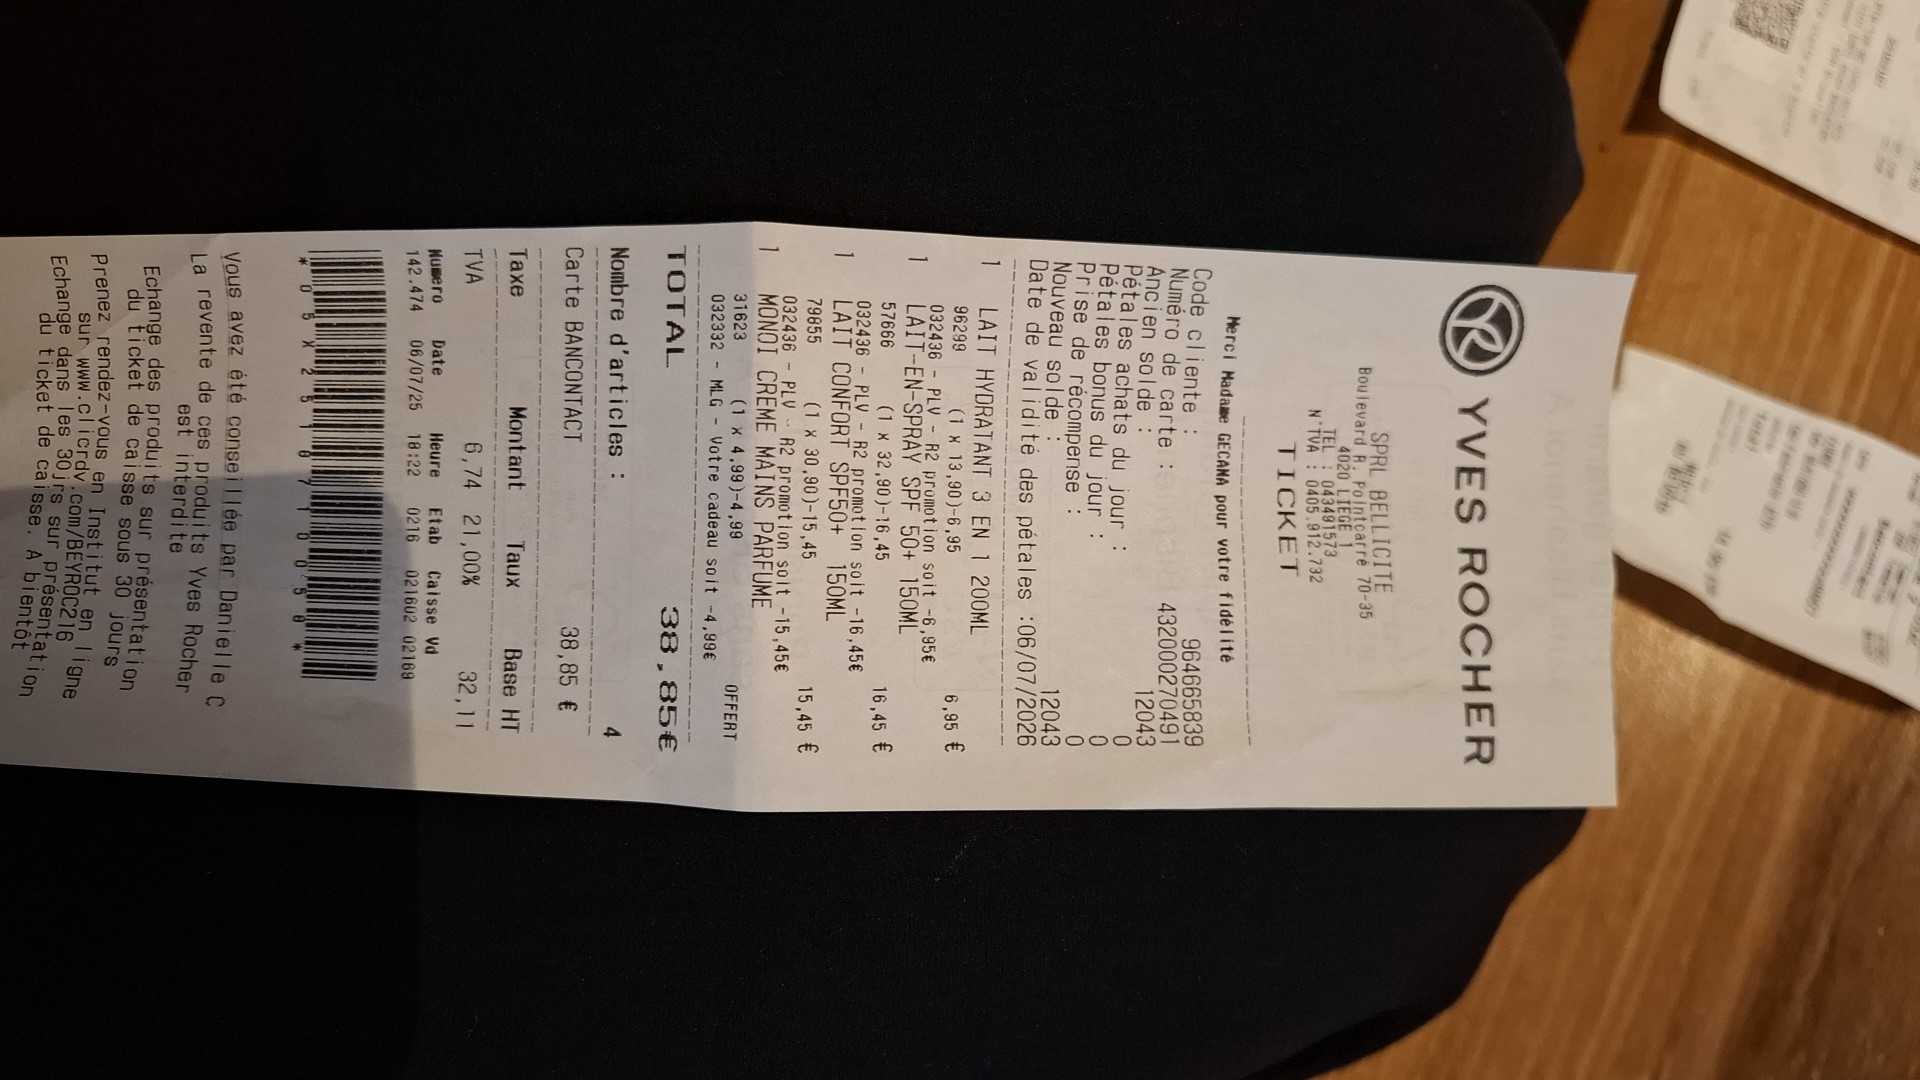 YVES ROCHER
SPRL BELLICITE
Boulevard R. Poincarré 70-35
4020 LIEGE 1
TEL : 043491573
N°TVA : 0405.912.732
TICKET
Merci Madame GECANA pour votre fidélité
Code cliente : 964665839
Numéro de carte : 432000270491
Ancien solde : 12043
Pétales achats du jour : 0
Pétales bonus du jour : 0
Prise de récompense : 0
Nouveau solde : 12043
Date de validité des pétales :06/07/2026
1 LAIT HYDRATANT 3 EN 1 200ML
96299 (1 x 13,90)-6,95 6,95 €
032436 - PLV - R2 promotion soit -6,95€
1 LAIT-EN-SPRAY SPF 50+ 150ML
57666 (1 x 32,90)-16,45 16,45 €
032436 - PLV - R2 promotion soit -16,45€
1 LAIT CONFORT SPF50+ 150ML
79855 (1 x 30,90)-15,45 15,45 €
032436 - PLV - R2 promotion soit -15,45€
1 MONOI CREME MAINS PARFUME
31623 (1 x 4,99)-4,99 OFFERT
032332 - MLG - Votre cadeau soit -4,99€
TOTAL 38,85€
Nombre d'articles : 4
Carte BANCONTACT 38,85 €
Taxe Montant Taux Base HT
TVA 6,74 21,00% 32,11
Numero Date Heure Etab Caisse Vd
142.474 06/07/25 18:22 0216 021602 02169
*05X2518710058*
Vous avez été conseillée par Danielle C
La revente de ces produits Yves Rocher
est interdite
Echange des produits sur présentation
du ticket de caisse sous 30 jours
Prenez rendez-vous en Institut en ligne
sur www.clicrdv.com/BEYROC216
Echange dans les 30 jrs sur présentation
du ticket de caisse. A bientôt
Total